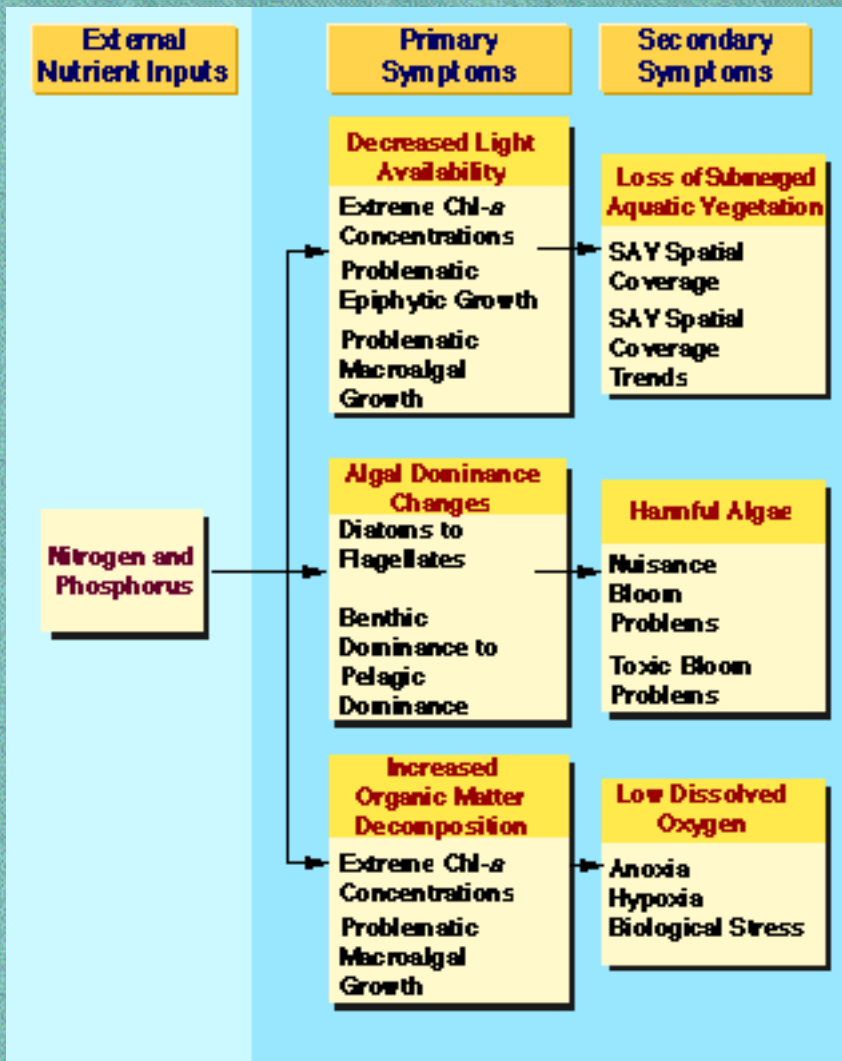 External
Nutrient Inputs
Primary
Symptoms
Secondary
Symptoms
Nitrogen and
Phosphorus
Decreased Light
Availability
Extreme Chl-a
Concentrations
Problematic
Epiphytic Growth
Problematic
Macroalgal
Growth
Loss of Submerged
Aquatic Vegetation
SAV Spatial
Coverage
SAV Spatial
Coverage
Trends
Algal Dominance
Changes
Diatoms to
Flagellates
Benthic
Dominance to
Pelagic
Dominance
Harmful Algae
Nuisance
Bloom
Problems
Toxic Bloom
Problems
Increased
Organic Matter
Decomposition
Extreme Chl-a
Concentrations
Problematic
Macroalgal
Growth
Low Dissolved
Oxygen
Anoxia
Hypoxia
Biological Stress